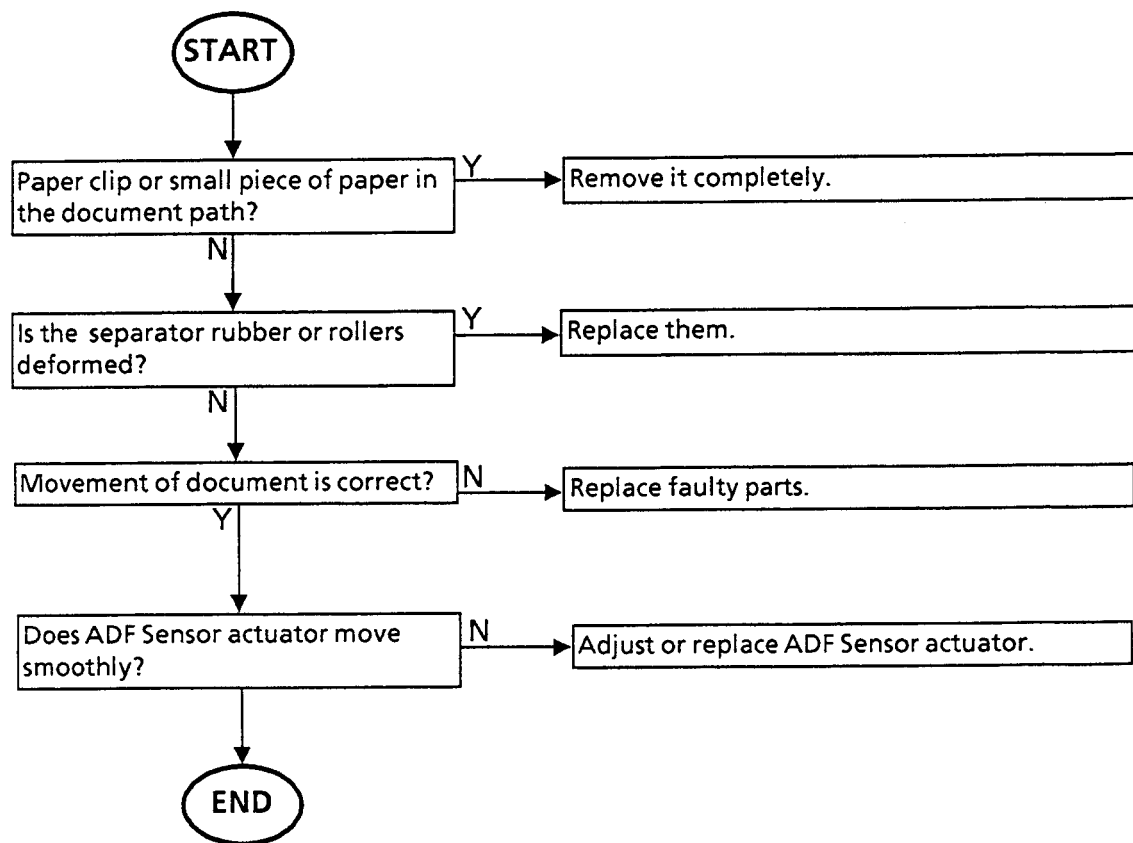 START
Paper clip or small piece of paper in
the document path?
Y
Remove it completely.
N
Is the separator rubber or rollers
deformed?
Y
Replace them.
N
Movement of document is correct?
N
Replace faulty parts.
Y
Does ADF Sensor actuator move
smoothly?
N
Adjust or replace ADF Sensor actuator.
END